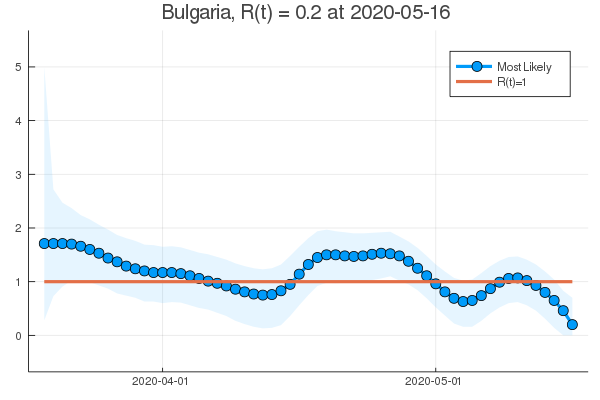 Bulgaria, R(t) = 0.2 at 2020-05-16
Most Likely
R(t)=1
5
4
3
2
1
0
2020-04-01
2020-05-01